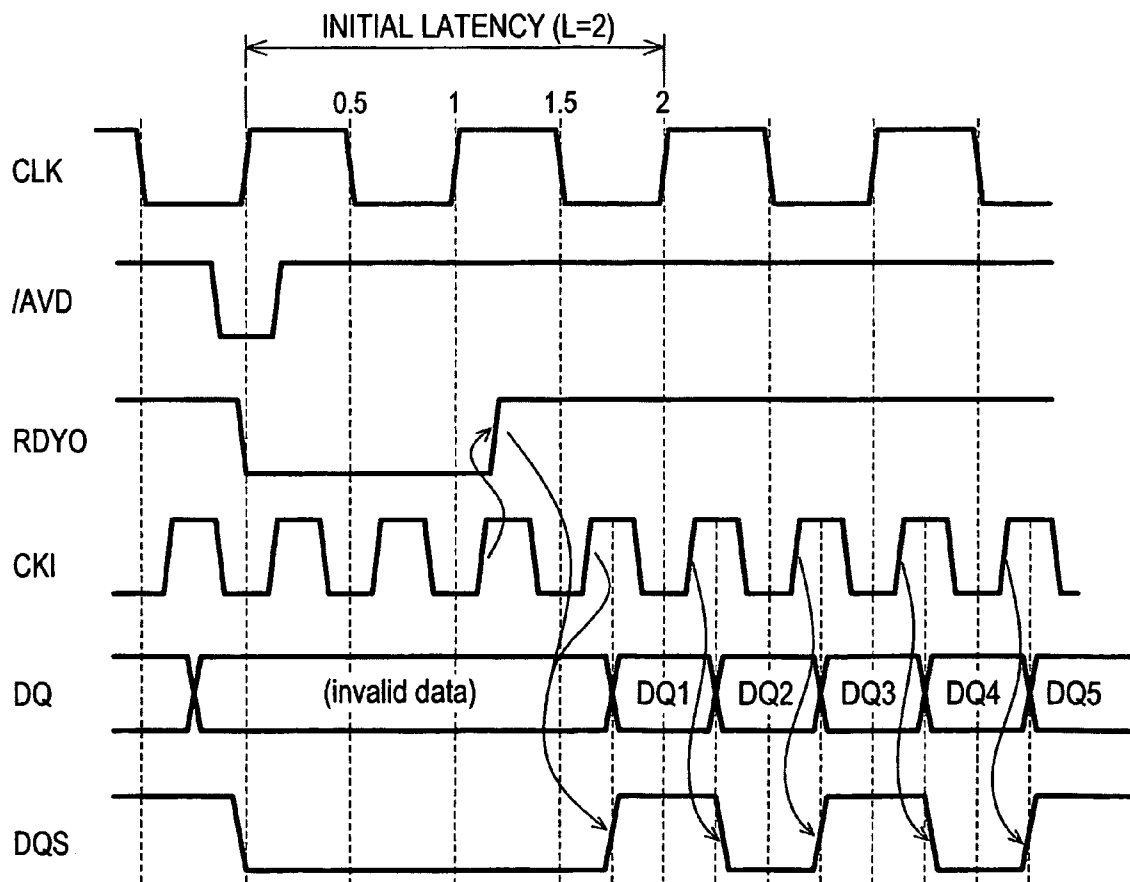 INITIAL LATENCY (L=2)
0.5 1 1.5 2
CLK
/AVD
RDYO
CKI
DQ (invalid data) DQ1 DQ2 DQ3 DQ4 DQ5
DQS